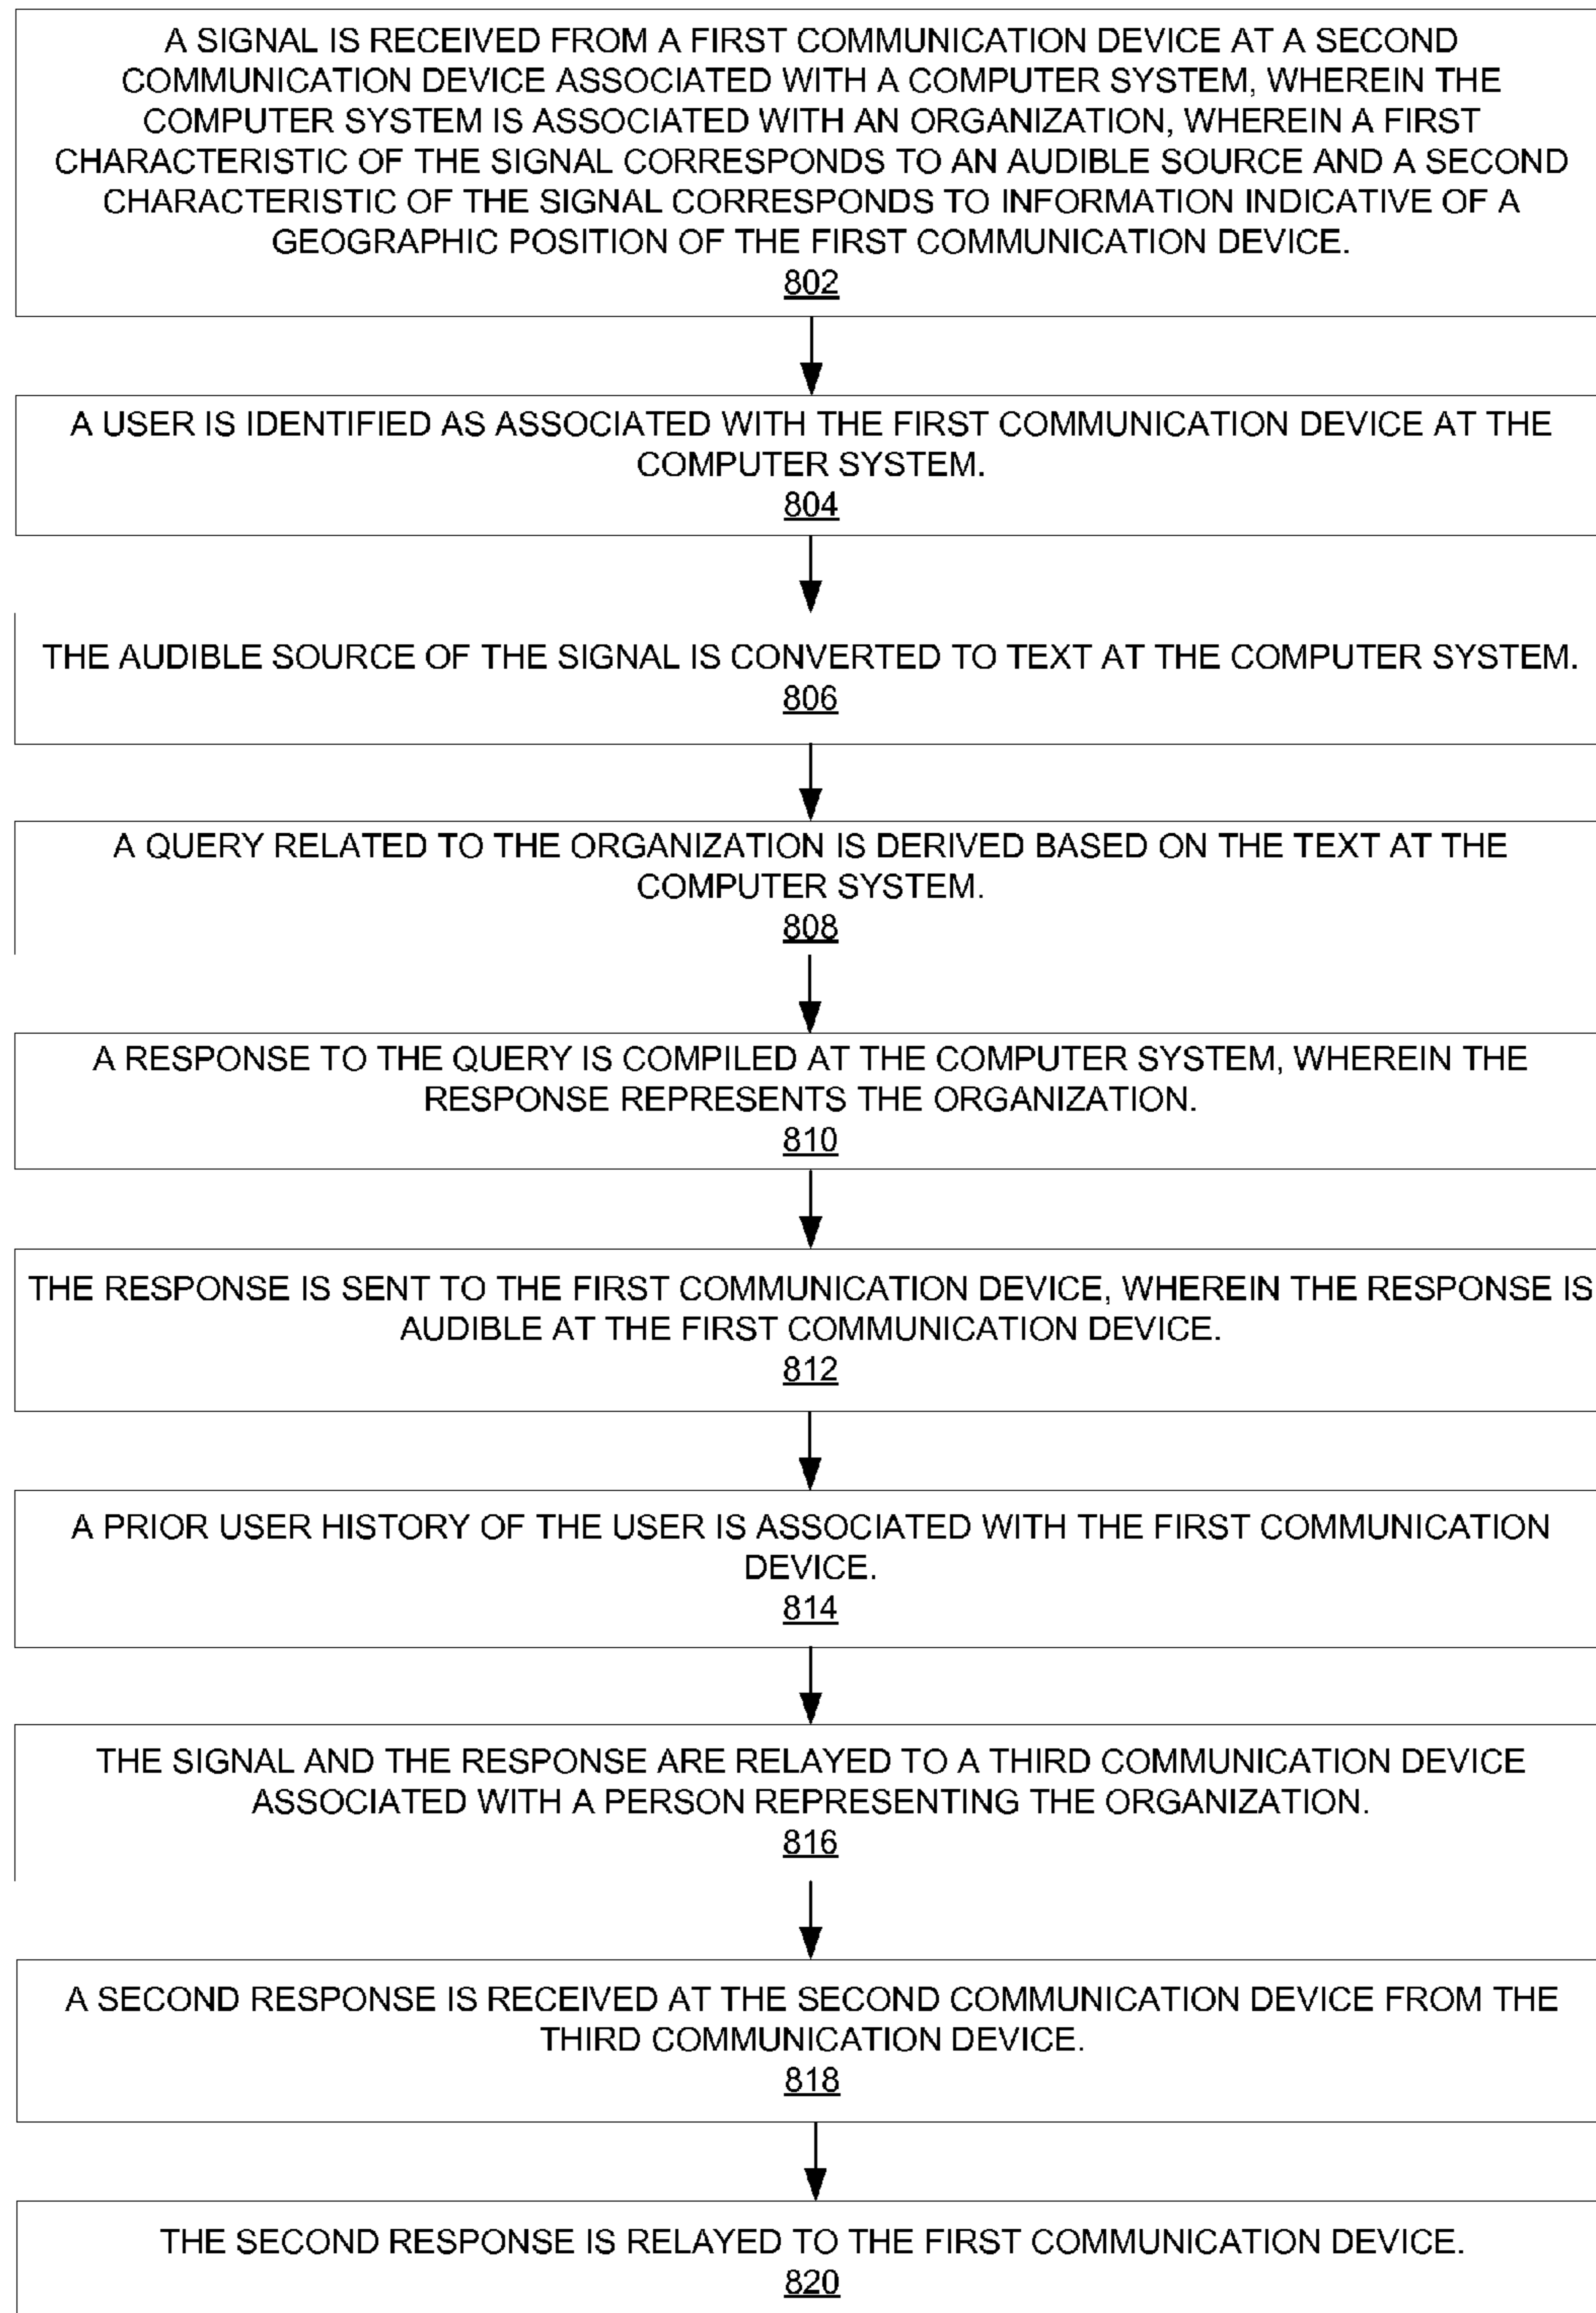 A SIGNAL IS RECEIVED FROM A FIRST COMMUNICATION DEVICE AT A SECOND
COMMUNICATION DEVICE ASSOCIATED WITH A COMPUTER SYSTEM, WHEREIN THE
COMPUTER SYSTEM IS ASSOCIATED WITH AN ORGANIZATION, WHEREIN A FIRST
CHARACTERISTIC OF THE SIGNAL CORRESPONDS TO AN AUDIBLE SOURCE AND A SECOND
CHARACTERISTIC OF THE SIGNAL CORRESPONDS TO INFORMATION INDICATIVE OF A
GEOGRAPHIC POSITION OF THE FIRST COMMUNICATION DEVICE.
802
A USER IS IDENTIFIED AS ASSOCIATED WITH THE FIRST COMMUNICATION DEVICE AT THE
COMPUTER SYSTEM.
804
THE AUDIBLE SOURCE OF THE SIGNAL IS CONVERTED TO TEXT AT THE COMPUTER SYSTEM.
806
A QUERY RELATED TO THE ORGANIZATION IS DERIVED BASED ON THE TEXT AT THE
COMPUTER SYSTEM.
808
A RESPONSE TO THE QUERY IS COMPILED AT THE COMPUTER SYSTEM, WHEREIN THE
RESPONSE REPRESENTS THE ORGANIZATION.
810
THE RESPONSE IS SENT TO THE FIRST COMMUNICATION DEVICE, WHEREIN THE RESPONSE IS
AUDIBLE AT THE FIRST COMMUNICATION DEVICE.
812
A PRIOR USER HISTORY OF THE USER IS ASSOCIATED WITH THE FIRST COMMUNICATION
DEVICE.
814
THE SIGNAL AND THE RESPONSE ARE RELAYED TO A THIRD COMMUNICATION DEVICE
ASSOCIATED WITH A PERSON REPRESENTING THE ORGANIZATION.
816
A SECOND RESPONSE IS RECEIVED AT THE SECOND COMMUNICATION DEVICE FROM THE
THIRD COMMUNICATION DEVICE.
818
THE SECOND RESPONSE IS RELAYED TO THE FIRST COMMUNICATION DEVICE.
820